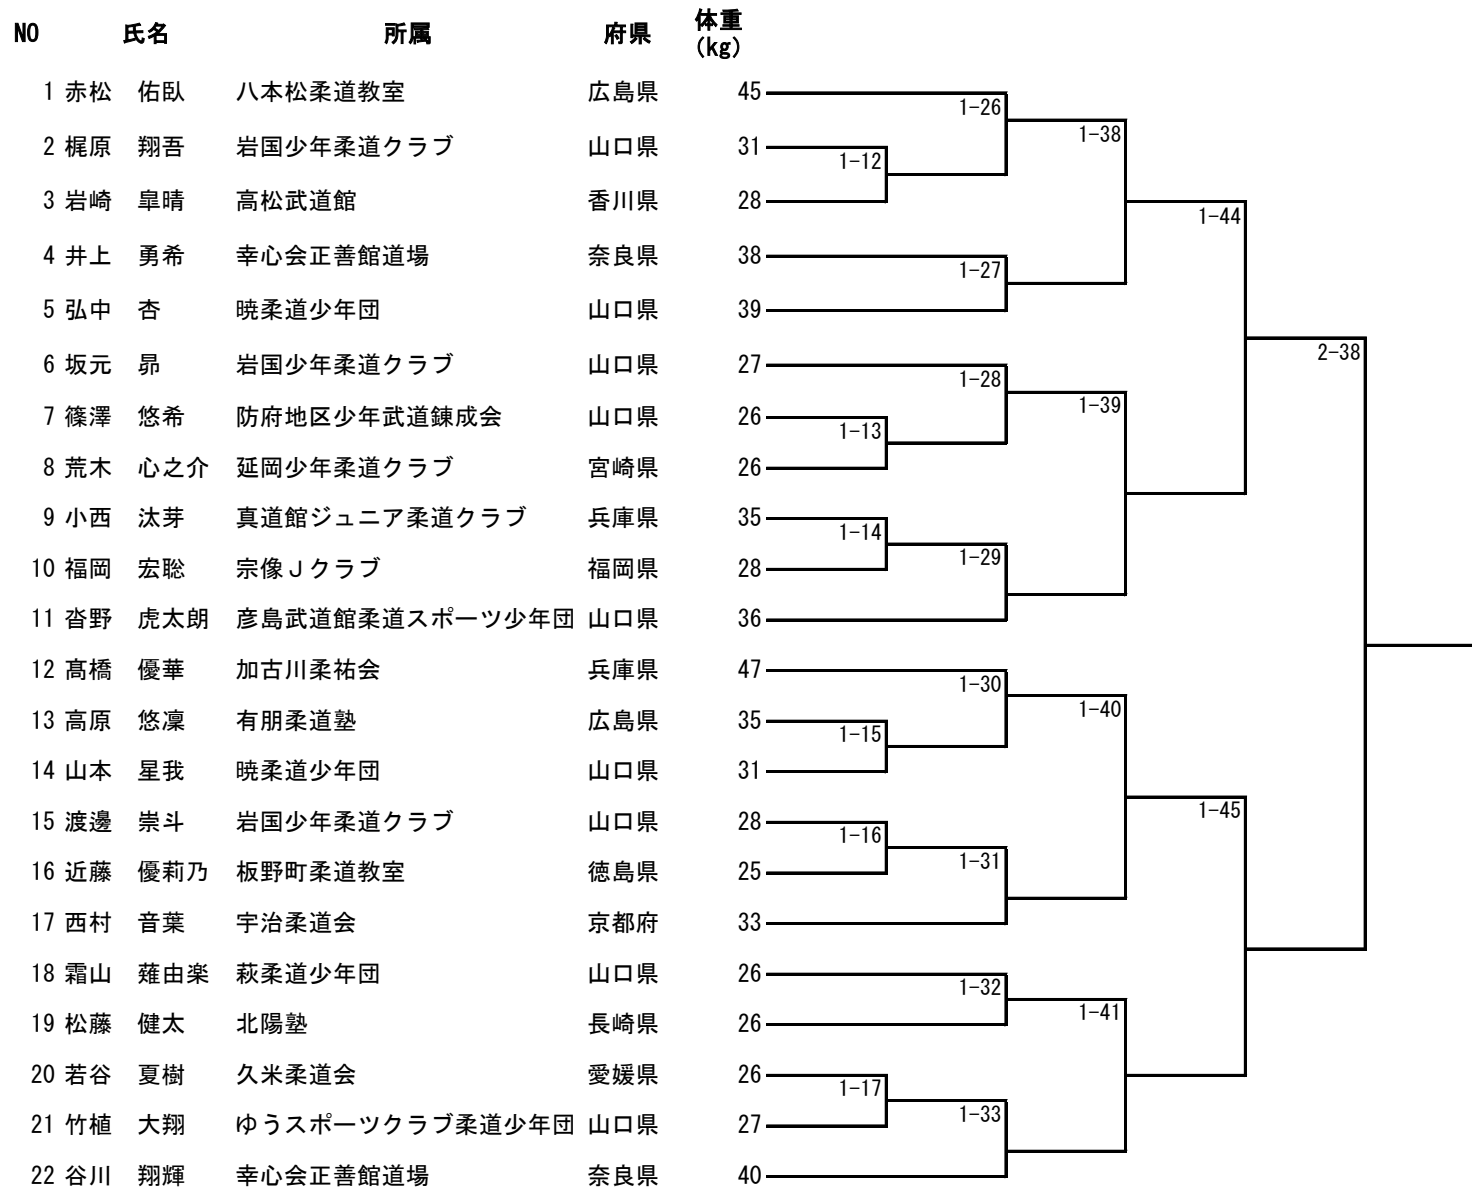 NO 氏名 所属 府県 体重(kg)
1 赤松 佑臥 八本松柔道教室 広島県 45
1-26
2 梶原 翔吾 岩国少年柔道クラブ 山口県 31
1-38
1-12
3 岩崎 皐晴 高松武道館 香川県 28
1-44
4 井上 勇希 幸心会正善館道場 奈良県 38
1-27
5 弘中 杏 暁柔道少年団 山口県 39
2-38
6 坂元 昴 岩国少年柔道クラブ 山口県 27
1-28
1-39
7 篠澤 悠希 防府地区少年武道錬成会 山口県 26
1-13
8 荒木 心之介 延岡少年柔道クラブ 宮崎県 26
9 小西 汰芽 真道館ジュニア柔道クラブ 兵庫県 35
1-14
1-29
10 福岡 宏聡 宗像Jクラブ 福岡県 28
11 沓野 虎太朗 彦島武道館柔道スポーツ少年団 山口県 36
12 髙橋 優華 加古川柔祐会 兵庫県 47
1-30
1-40
13 高原 悠凜 有朋柔道塾 広島県 35
1-15
14 山本 星我 暁柔道少年団 山口県 31
1-45
15 渡邊 崇斗 岩国少年柔道クラブ 山口県 28
1-16
1-31
16 近藤 優莉乃 板野町柔道教室 徳島県 25
17 西村 音葉 宇治柔道会 京都府 33
18 霜山 薙由楽 萩柔道少年団 山口県 26
1-32
1-41
19 松藤 健太 北陽塾 長崎県 26
20 若谷 夏樹 久米柔道会 愛媛県 26
1-17
1-33
21 竹植 大翔 ゆうスポーツクラブ柔道少年団 山口県 27
22 谷川 翔輝 幸心会正善館道場 奈良県 40